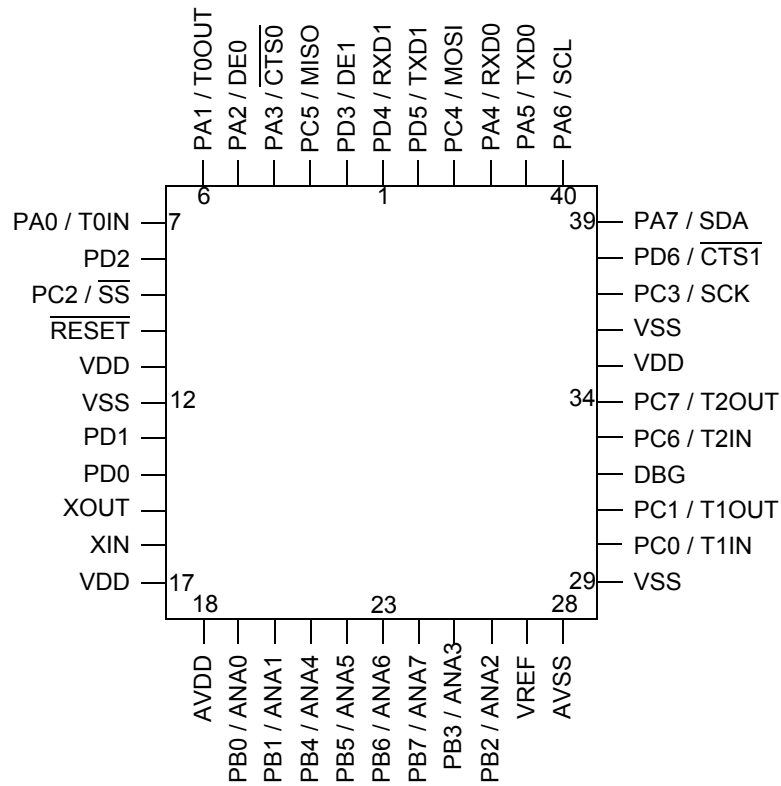 PA1 / T0OUT
PA2 / DE0
PA3 / C̅T̅S̅0̅
PC5 / MISO
PD3 / DE1
PD4 / RXD1
PD5 / TXD1
PC4 / MOSI
PA4 / RXD0
PA5 / TXD0
PA6 / SCL
6
1
40
PA0 / T0IN
7
PD2
PC2 / S̅S̅
R̅E̅S̅E̅T̅
VDD
VSS
12
PD1
PD0
XOUT
XIN
VDD
17
39
PA7 / SDA
PD6 / C̅T̅S̅1̅
PC3 / SCK
VSS
VDD
34
PC7 / T2OUT
PC6 / T2IN
DBG
PC1 / T1OUT
PC0 / T1IN
29
VSS
18
23
28
AVDD
PB0 / ANA0
PB1 / ANA1
PB4 / ANA4
PB5 / ANA5
PB6 / ANA6
PB7 / ANA7
PB3 / ANA3
PB2 / ANA2
VREF
AVSS